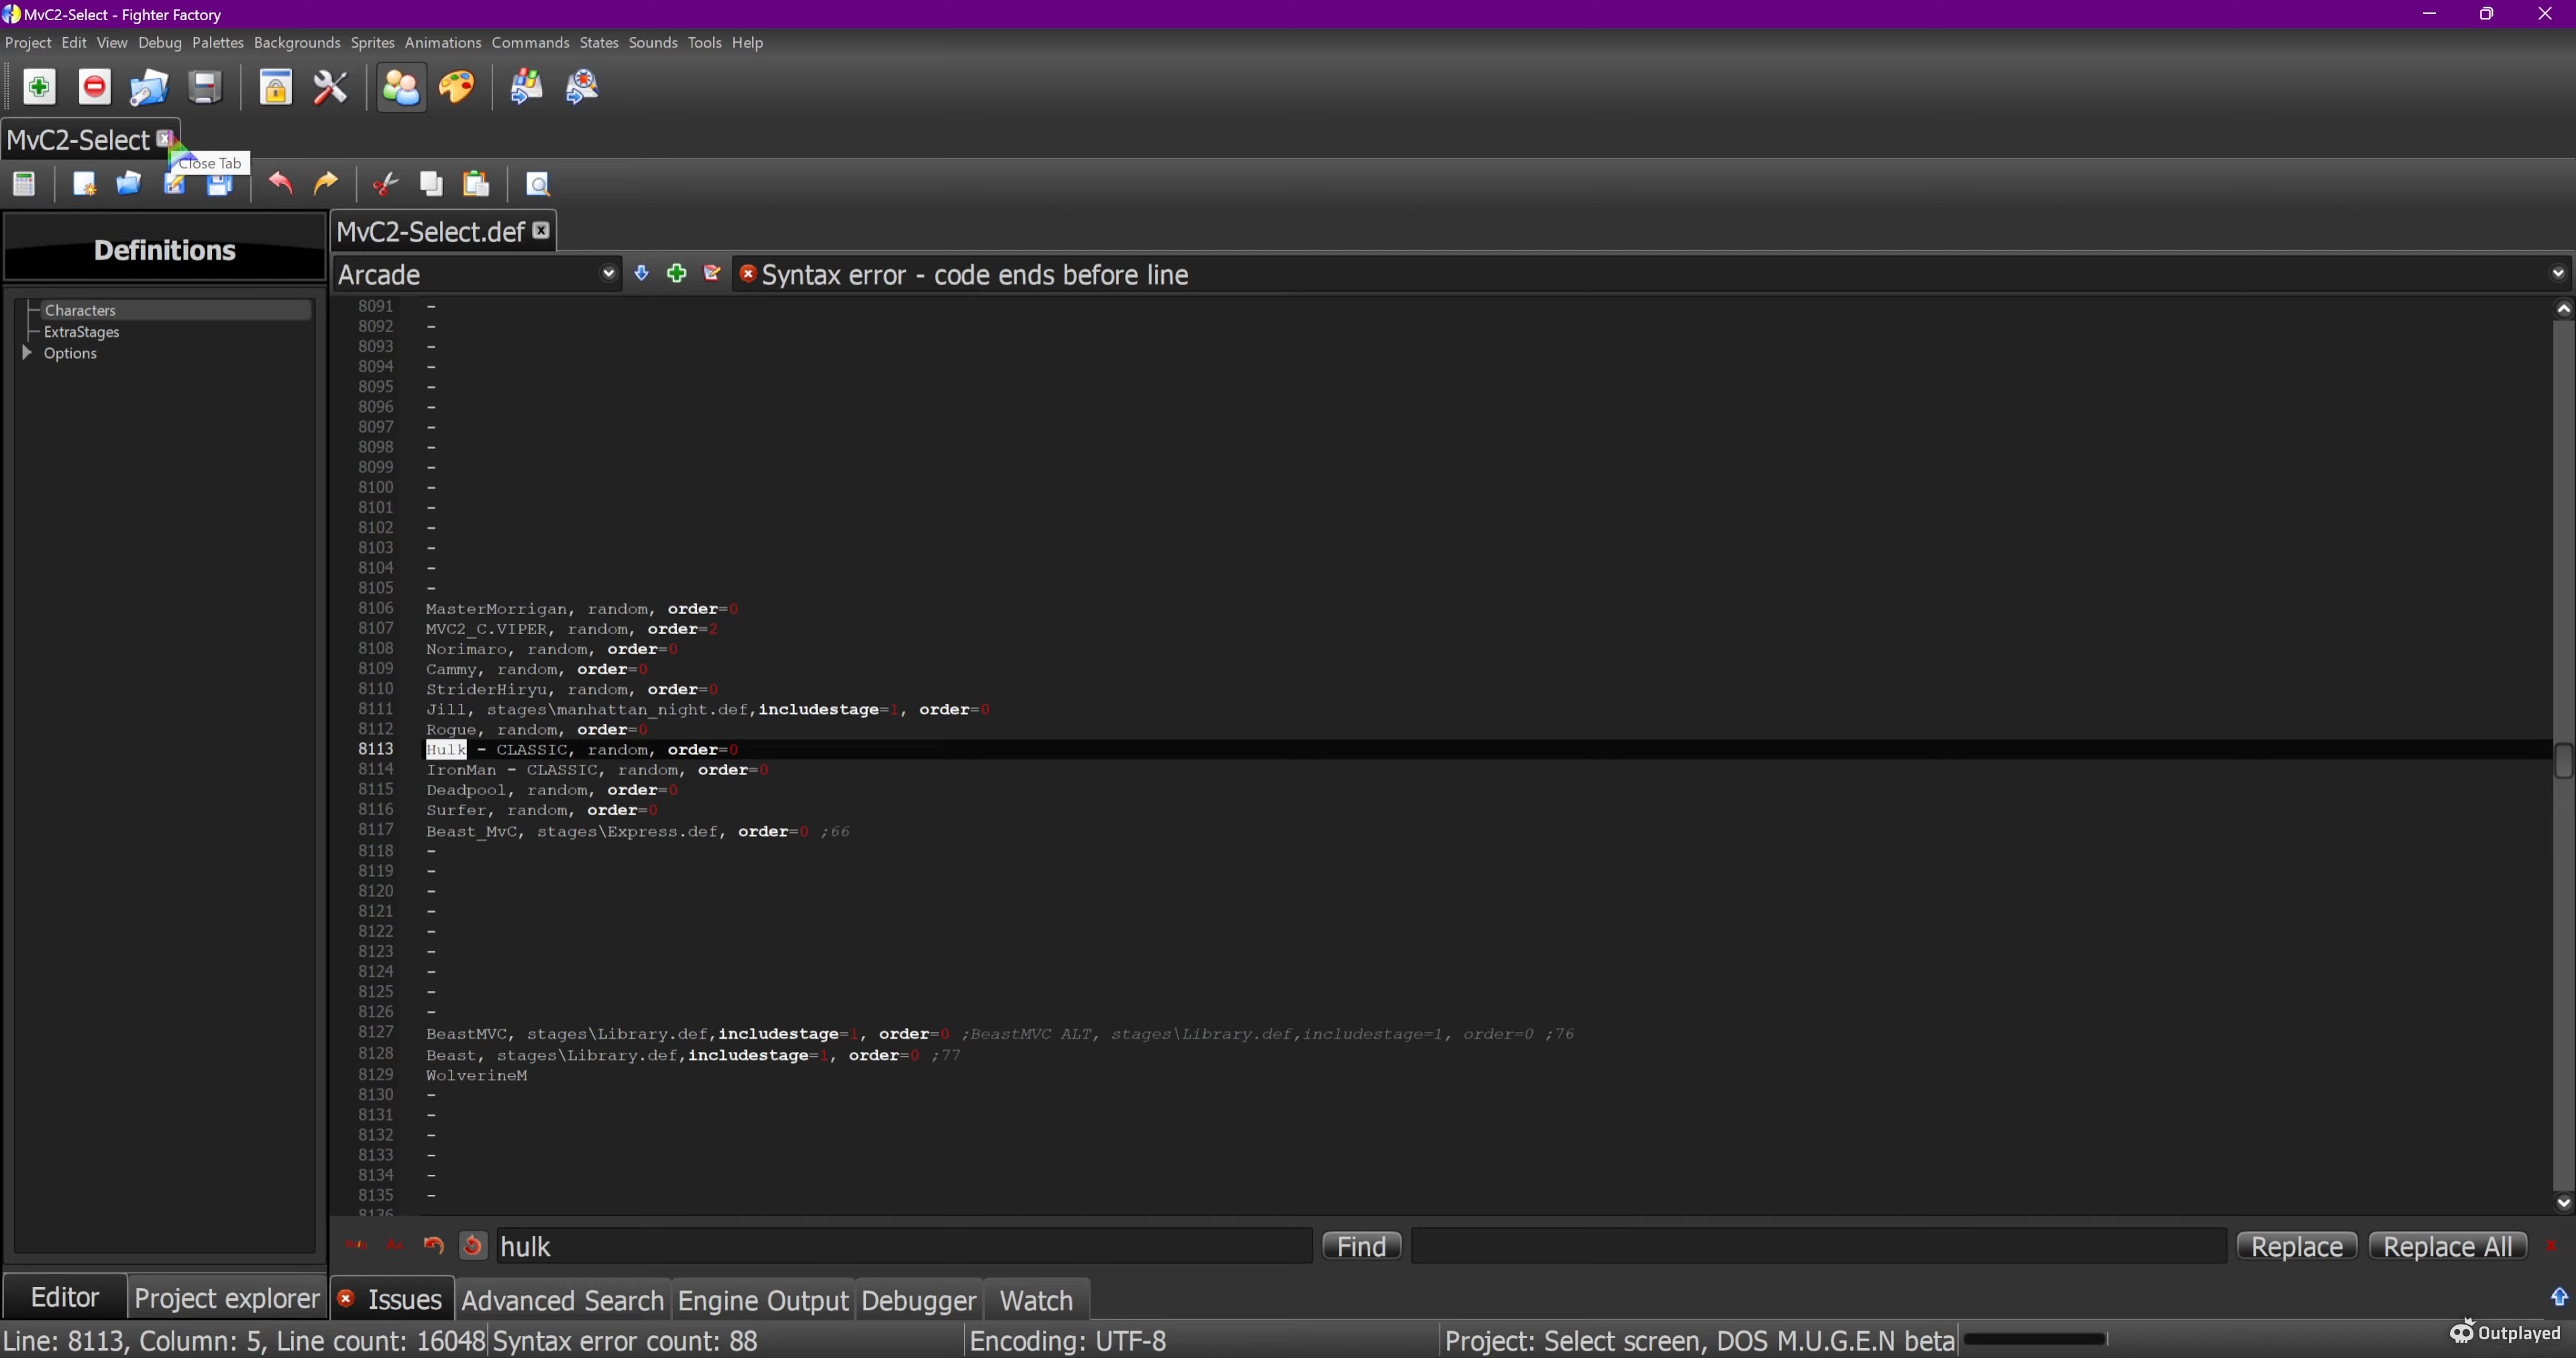 MvC2-Select - Fighter Factory
Project Edit View Debug Palettes Backgrounds Sprites Animations Commands States Sounds Tools Help
MvC2-Select
Close Tab
Definitions
MvC2-Select.def
Arcade
Syntax error - code ends before line
Characters
ExtraStages
Options
8091 -
8092 -
8093 -
8094 -
8095 -
8096 -
8097 -
8098 -
8099 -
8100 -
8101 -
8102 -
8103 -
8104 -
8105 -
8106 MasterMorrigan, random, order=0
8107 MVC2_C.VIPER, random, order=2
8108 Norimaro, random, order=0
8109 Cammy, random, order=0
8110 StriderHiryu, random, order=0
8111 Jill, stages\manhattan_night.def,includestage=1, order=0
8112 Rogue, random, order=0
8113 Hulk - CLASSIC, random, order=0
8114 IronMan - CLASSIC, random, order=0
8115 Deadpool, random, order=0
8116 Surfer, random, order=0
8117 Beast_MvC, stages\Express.def, order=0 ;66
8118 -
8119 -
8120 -
8121 -
8122 -
8123 -
8124 -
8125 -
8126 -
8127 BeastMVC, stages\Library.def,includestage=1, order=0 ;BeastMVC ALT, stages\Library.def,includestage=1, order=0 ;76
8128 Beast, stages\Library.def,includestage=1, order=0 ;77
8129 WolverineM
8130 -
8131 -
8132 -
8133 -
8134 -
8135 -
8136
hulk Find Replace Replace All
Editor Project explorer Issues Advanced Search Engine Output Debugger Watch
Line: 8113, Column: 5, Line count: 16048 Syntax error count: 88 Encoding: UTF-8 Project: Select screen, DOS M.U.G.E.N beta
Outplayed